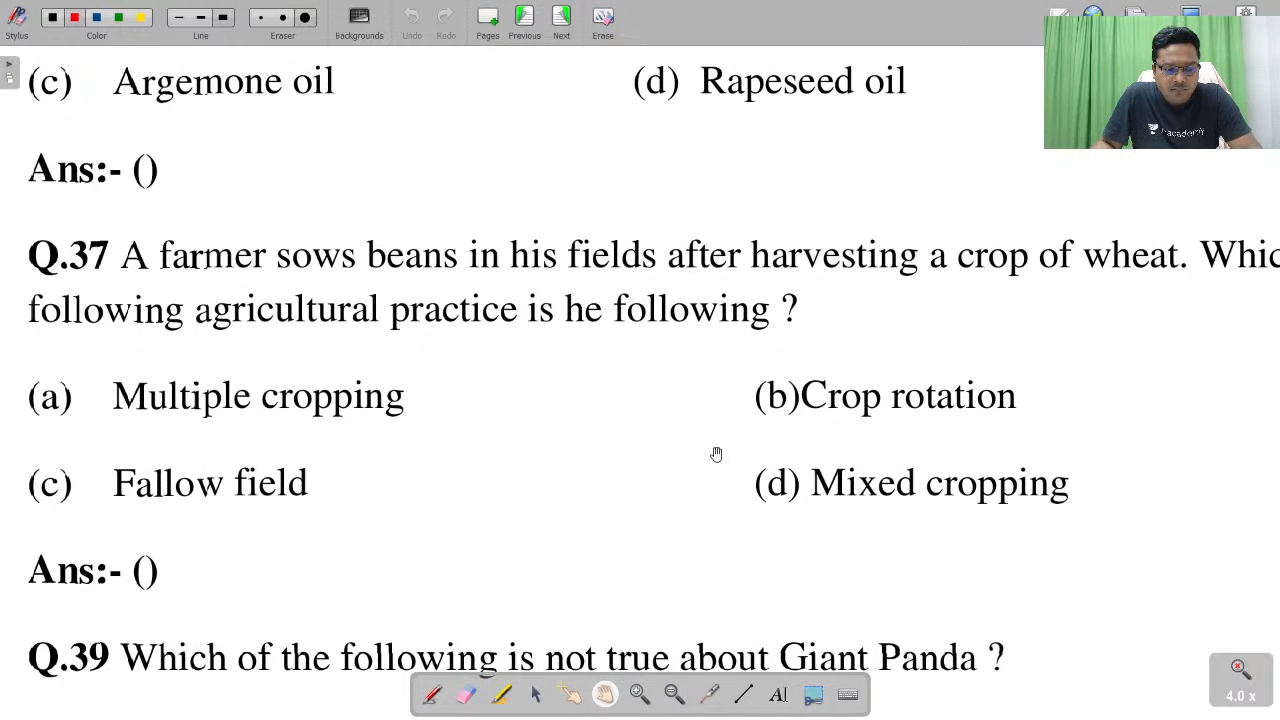 Stylus Color Line Eraser Backgrounds Undo Redo Pages Previous Next Erase
(c) Argemone oil (d) Rapeseed oil
Ans:- ()
Q.37 A farmer sows beans in his fields after harvesting a crop of wheat. Whic
following agricultural practice is he following ?
(a) Multiple cropping (b)Crop rotation
(c) Fallow field (d) Mixed cropping
Ans:- ()
Q.39 Which of the following is not true about Giant Panda ?
4.0 x